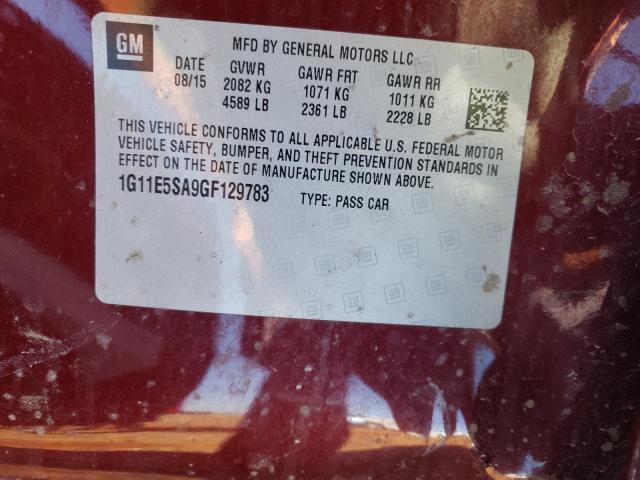 GM
MFD BY GENERAL MOTORS LLC
DATE GVWR GAWR FRT GAWR RR
08/15 2082 KG 1071 KG 1011 KG
4589 LB 2361 LB 2228 LB
THIS VEHICLE CONFORMS TO ALL APPLICABLE U.S. FEDERAL MOTOR
VEHICLE SAFETY, BUMPER, AND THEFT PREVENTION STANDARDS IN
EFFECT ON THE DATE OF MANUFACTURE SHOWN ABOVE.
1G11E5SA9GF129783 TYPE: PASS CAR